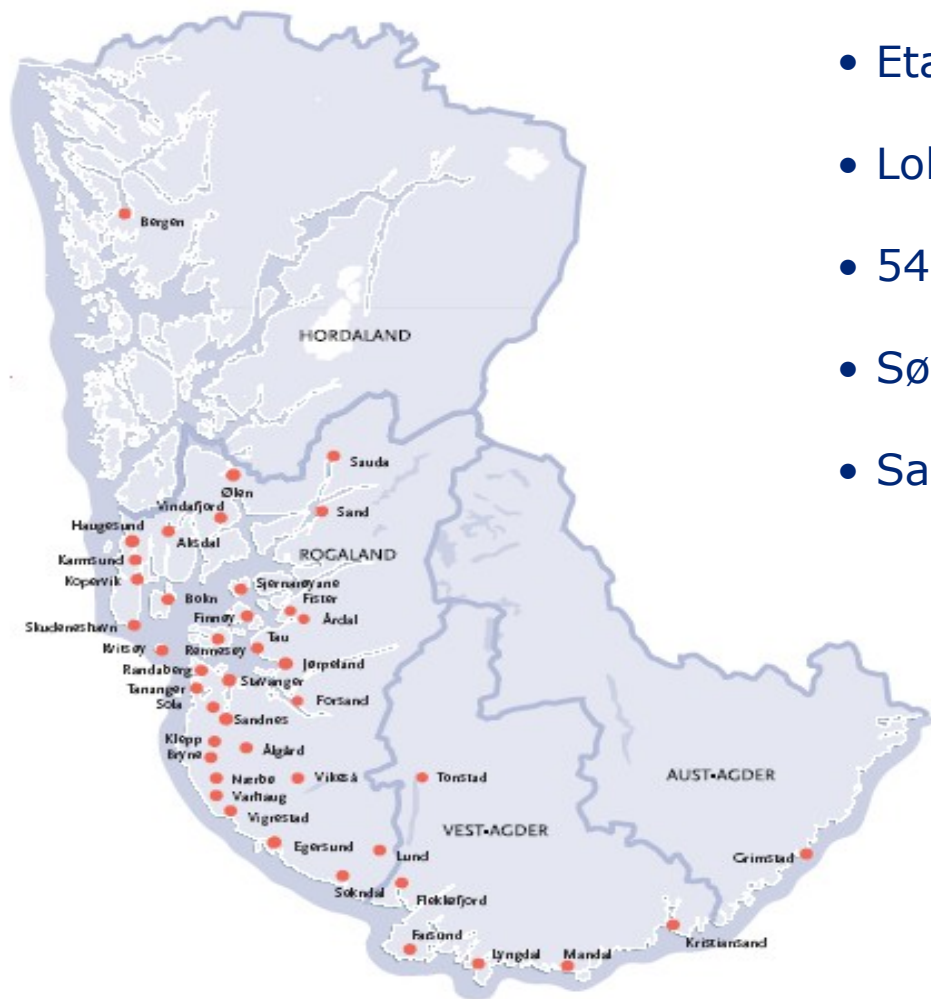 • Eta
• Lol
• 54
• Sø
• Sa
Bergen
HORDALAND
Sauda
Ølen
Vindafjord
Sand
Haugesund
Aksdal
ROGALAND
Karmsund
Kopervik
Sjernarøyane
Bokn
Fister
Finnøy
Årdal
Skudeneshavn
Tau
Kvitsøy
Rennesøy
Jørpeland
Randaberg
Stavanger
Tananger
Forsand
Sola
Sandnes
Klepp
Ålgård
Bryne
Nærbø
Vikeså
Tonstad
AUST•AGDER
Varhaug
Vigrestad
VEST•AGDER
Egersund
Lund
Grimstad
Sokndal
Flekkefjord
Farsund
Kristiansand
Lyngdal
Mandal